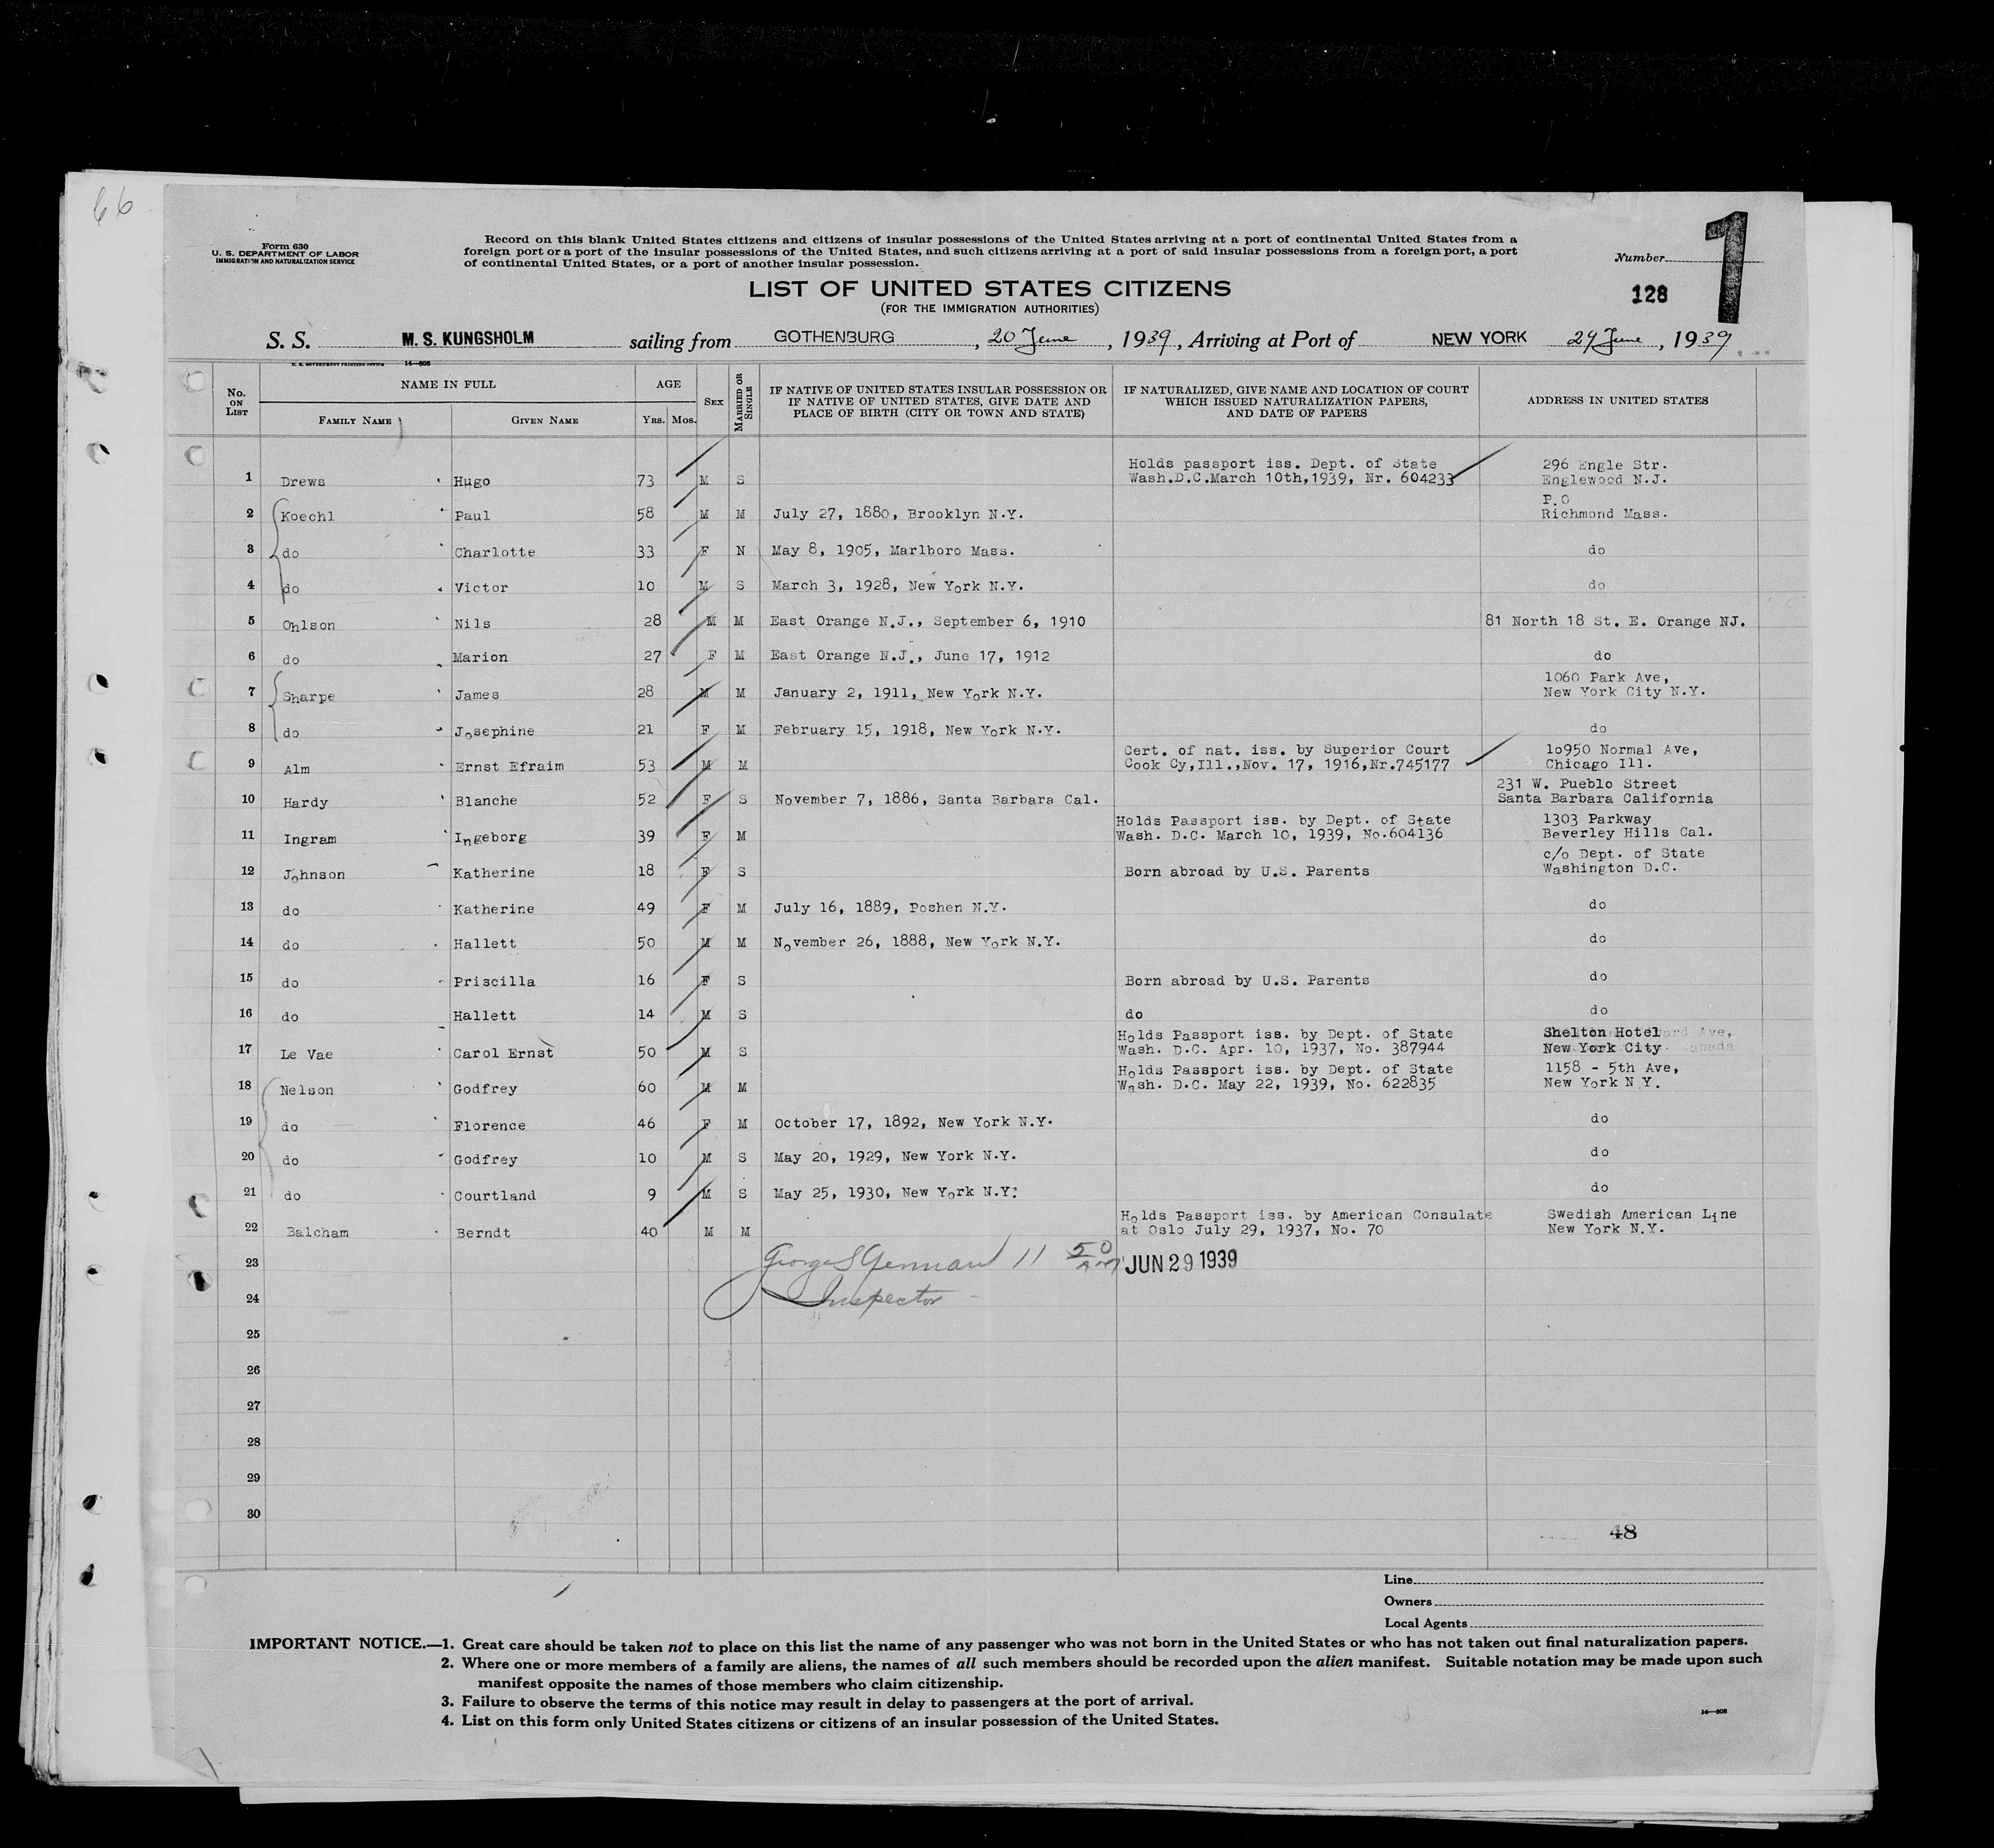 66
Form 630
U. S. DEPARTMENT OF LABOR
IMMIGRATION AND NATURALIZATION SERVICE
Record on this blank United States citizens and citizens of insular possessions of the United States arriving at a port of continental United States from a
foreign port or a port of the insular possessions of the United States, and such citizens arriving at a port of said insular possessions from a foreign port, a port
of continental United States, or a port of another insular possession.
Number
1
128
LIST OF UNITED STATES CITIZENS
(FOR THE IMMIGRATION AUTHORITIES)
S. S. M. S. KUNGSHOLM sailing from GOTHENBURG, 20 June, 1939, Arriving at Port of NEW YORK 29 June, 1939
U. S. GOVERNMENT PRINTING OFFICE 14—608
No. ON LIST NAME IN FULL AGE SEX MARRIED OR SINGLE IF NATIVE OF UNITED STATES INSULAR POSSESSION OR IF NATIVE OF UNITED STATES, GIVE DATE AND PLACE OF BIRTH (CITY OR TOWN AND STATE) IF NATURALIZED, GIVE NAME AND LOCATION OF COURT WHICH ISSUED NATURALIZATION PAPERS, AND DATE OF PAPERS ADDRESS IN UNITED STATES
FAMILY NAME GIVEN NAME YRS. MOS.
1 Drews Hugo 73 M S Holds passport iss. Dept. of State Wash.D.C.March 10th,1939, Nr. 604233 296 Engle Str. Englewood N.J.
2 Koechl Paul 58 M M July 27, 1880, Brooklyn N.Y. P.O Richmond Mass.
3 do Charlotte 33 F N May 8, 1905, Marlboro Mass. do
4 do Victor 10 M S March 3, 1928, New York N.Y. do
5 Ohlson Nils 28 M M East Orange N.J., September 6, 1910 81 North 18 St. E. Orange NJ.
6 do Marion 27 F M East Orange N.J., June 17, 1912 do
7 Sharpe James 28 M M January 2, 1911, New York N.Y. 1060 Park Ave, New York City N.Y.
8 do Josephine 21 F M February 15, 1918, New York N.Y. do
9 Alm Ernst Efraim 53 M M Cert. of nat. iss. by Superior Court Cook Cy,Ill.,Nov. 17, 1916,Nr.745177 10950 Normal Ave, Chicago Ill.
10 Hardy Blanche 52 F S November 7, 1886, Santa Barbara Cal. 231 W. Pueblo Street Santa Barbara California
11 Ingram Ingeborg 39 F M Holds Passport iss. by Dept. of State Wash. D.C. March 10, 1939, No.604136 1303 Parkway Beverley Hills Cal.
12 Johnson Katherine 18 F S Born abroad by U.S. Parents c/o Dept. of State Washington D.C.
13 do Katherine 49 F M July 16, 1889, Poshen N.Y. do
14 do Hallett 50 M M November 26, 1888, New York N.Y. do
15 do Priscilla 16 F S Born abroad by U.S. Parents do
16 do Hallett 14 M S do do
17 Le Vae Carol Ernst 50 M S Holds Passport iss. by Dept. of State Wash. D.C. Apr. 10, 1937, No. 387944 Shelton Hotel New York City
18 Nelson Godfrey 60 M M Holds Passport iss. by Dept. of State Wash. D.C. May 22, 1939, No. 622835 1158 - 5th Ave, New York N Y.
19 do Florence 46 F M October 17, 1892, New York N.Y. do
20 do Godfrey 10 M S May 20, 1929, New York N.Y. do
21 do Courtland 9 M S May 25, 1930, New York N.Y. do
22 Balcham Berndt 40 M M Holds Passport iss. by American Consulate at Oslo July 29, 1937, No. 70 Swedish American Line New York N.Y.
23 11 50 AM JUN 29 1939
24 Inspector
25
26
27
28
29
30
48
Line
Owners
Local Agents
IMPORTANT NOTICE.—1. Great care should be taken not to place on this list the name of any passenger who was not born in the United States or who has not taken out final naturalization papers.
2. Where one or more members of a family are aliens, the names of all such members should be recorded upon the alien manifest. Suitable notation may be made upon such
manifest opposite the names of those members who claim citizenship.
3. Failure to observe the terms of this notice may result in delay to passengers at the port of arrival.
4. List on this form only United States citizens or citizens of an insular possession of the United States.
14—608